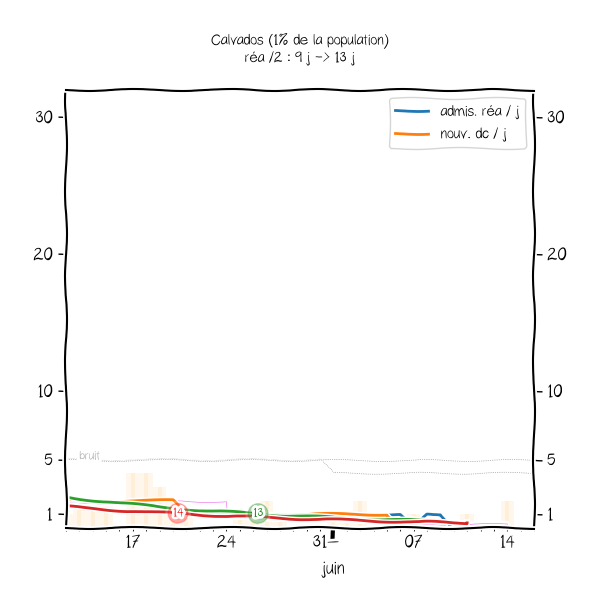 Calvados (1% de la population)
réa /2 : 9 j -> 13 j
admis. réa / j
nouv. dc / j
30
30
20
20
10
10
5
bruit
5
1
14
13
1
17
24
31
07
14
juin